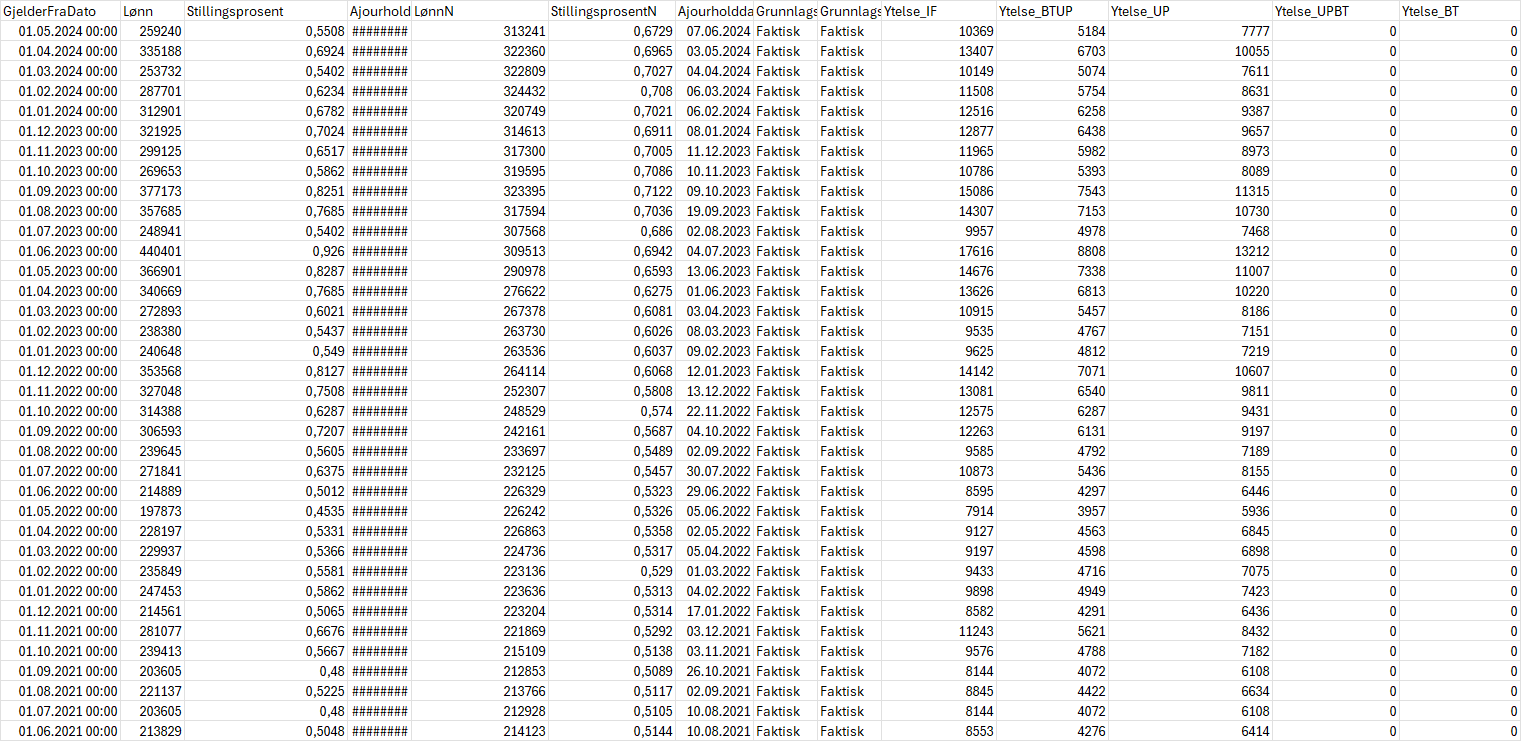 GjelderFraDato Lønn Stillingsprosent Ajourhold LønnN StillingsprosentN Ajourholdda Grunnlags Grunnlags Ytelse_IF Ytelse_BTUP Ytelse_UP Ytelse_UPBT Ytelse_BT
01.05.2024 00:00 259240 0,5508 ######## 313241 0,6729 07.06.2024 Faktisk Faktisk 10369 5184 7777 0 0
01.04.2024 00:00 335188 0,6924 ######## 322360 0,6965 03.05.2024 Faktisk Faktisk 13407 6703 10055 0 0
01.03.2024 00:00 253732 0,5402 ######## 322809 0,7027 04.04.2024 Faktisk Faktisk 10149 5074 7611 0 0
01.02.2024 00:00 287701 0,6234 ######## 324432 0,708 06.03.2024 Faktisk Faktisk 11508 5754 8631 0 0
01.01.2024 00:00 312901 0,6782 ######## 320749 0,7021 06.02.2024 Faktisk Faktisk 12516 6258 9387 0 0
01.12.2023 00:00 321925 0,7024 ######## 314613 0,6911 08.01.2024 Faktisk Faktisk 12877 6438 9657 0 0
01.11.2023 00:00 299125 0,6517 ######## 317300 0,7005 11.12.2023 Faktisk Faktisk 11965 5982 8973 0 0
01.10.2023 00:00 269653 0,5862 ######## 319595 0,7086 10.11.2023 Faktisk Faktisk 10786 5393 8089 0 0
01.09.2023 00:00 377173 0,8251 ######## 323395 0,7122 09.10.2023 Faktisk Faktisk 15086 7543 11315 0 0
01.08.2023 00:00 357685 0,7685 ######## 317594 0,7036 19.09.2023 Faktisk Faktisk 14307 7153 10730 0 0
01.07.2023 00:00 248941 0,5402 ######## 307568 0,686 02.08.2023 Faktisk Faktisk 9957 4978 7468 0 0
01.06.2023 00:00 440401 0,926 ######## 309513 0,6942 04.07.2023 Faktisk Faktisk 17616 8808 13212 0 0
01.05.2023 00:00 366901 0,8287 ######## 290978 0,6593 13.06.2023 Faktisk Faktisk 14676 7338 11007 0 0
01.04.2023 00:00 340669 0,7685 ######## 276622 0,6275 01.06.2023 Faktisk Faktisk 13626 6813 10220 0 0
01.03.2023 00:00 272893 0,6021 ######## 267378 0,6081 03.04.2023 Faktisk Faktisk 10915 5457 8186 0 0
01.02.2023 00:00 238380 0,5437 ######## 263730 0,6026 08.03.2023 Faktisk Faktisk 9535 4767 7151 0 0
01.01.2023 00:00 240648 0,549 ######## 263536 0,6037 09.02.2023 Faktisk Faktisk 9625 4812 7219 0 0
01.12.2022 00:00 353568 0,8127 ######## 264114 0,6068 12.01.2023 Faktisk Faktisk 14142 7071 10607 0 0
01.11.2022 00:00 327048 0,7508 ######## 252307 0,5808 13.12.2022 Faktisk Faktisk 13081 6540 9811 0 0
01.10.2022 00:00 314388 0,6287 ######## 248529 0,574 22.11.2022 Faktisk Faktisk 12575 6287 9431 0 0
01.09.2022 00:00 306593 0,7207 ######## 242161 0,5687 04.10.2022 Faktisk Faktisk 12263 6131 9197 0 0
01.08.2022 00:00 239645 0,5605 ######## 233697 0,5489 02.09.2022 Faktisk Faktisk 9585 4792 7189 0 0
01.07.2022 00:00 271841 0,6375 ######## 232125 0,5457 30.07.2022 Faktisk Faktisk 10873 5436 8155 0 0
01.06.2022 00:00 214889 0,5012 ######## 226329 0,5323 29.06.2022 Faktisk Faktisk 8595 4297 6446 0 0
01.05.2022 00:00 197873 0,4535 ######## 226242 0,5326 05.06.2022 Faktisk Faktisk 7914 3957 5936 0 0
01.04.2022 00:00 228197 0,5331 ######## 226863 0,5358 02.05.2022 Faktisk Faktisk 9127 4563 6845 0 0
01.03.2022 00:00 229937 0,5366 ######## 224736 0,5317 05.04.2022 Faktisk Faktisk 9197 4598 6898 0 0
01.02.2022 00:00 235849 0,5581 ######## 223136 0,529 01.03.2022 Faktisk Faktisk 9433 4716 7075 0 0
01.01.2022 00:00 247453 0,5862 ######## 223636 0,5313 04.02.2022 Faktisk Faktisk 9898 4949 7423 0 0
01.12.2021 00:00 214561 0,5065 ######## 223204 0,5314 17.01.2022 Faktisk Faktisk 8582 4291 6436 0 0
01.11.2021 00:00 281077 0,6676 ######## 221869 0,5292 03.12.2021 Faktisk Faktisk 11243 5621 8432 0 0
01.10.2021 00:00 239413 0,5667 ######## 215109 0,5138 03.11.2021 Faktisk Faktisk 9576 4788 7182 0 0
01.09.2021 00:00 203605 0,48 ######## 212853 0,5089 26.10.2021 Faktisk Faktisk 8144 4072 6108 0 0
01.08.2021 00:00 221137 0,5225 ######## 213766 0,5117 02.09.2021 Faktisk Faktisk 8845 4422 6634 0 0
01.07.2021 00:00 203605 0,48 ######## 212928 0,5105 10.08.2021 Faktisk Faktisk 8144 4072 6108 0 0
01.06.2021 00:00 213829 0,5048 ######## 214123 0,5144 10.08.2021 Faktisk Faktisk 8553 4276 6414 0 0